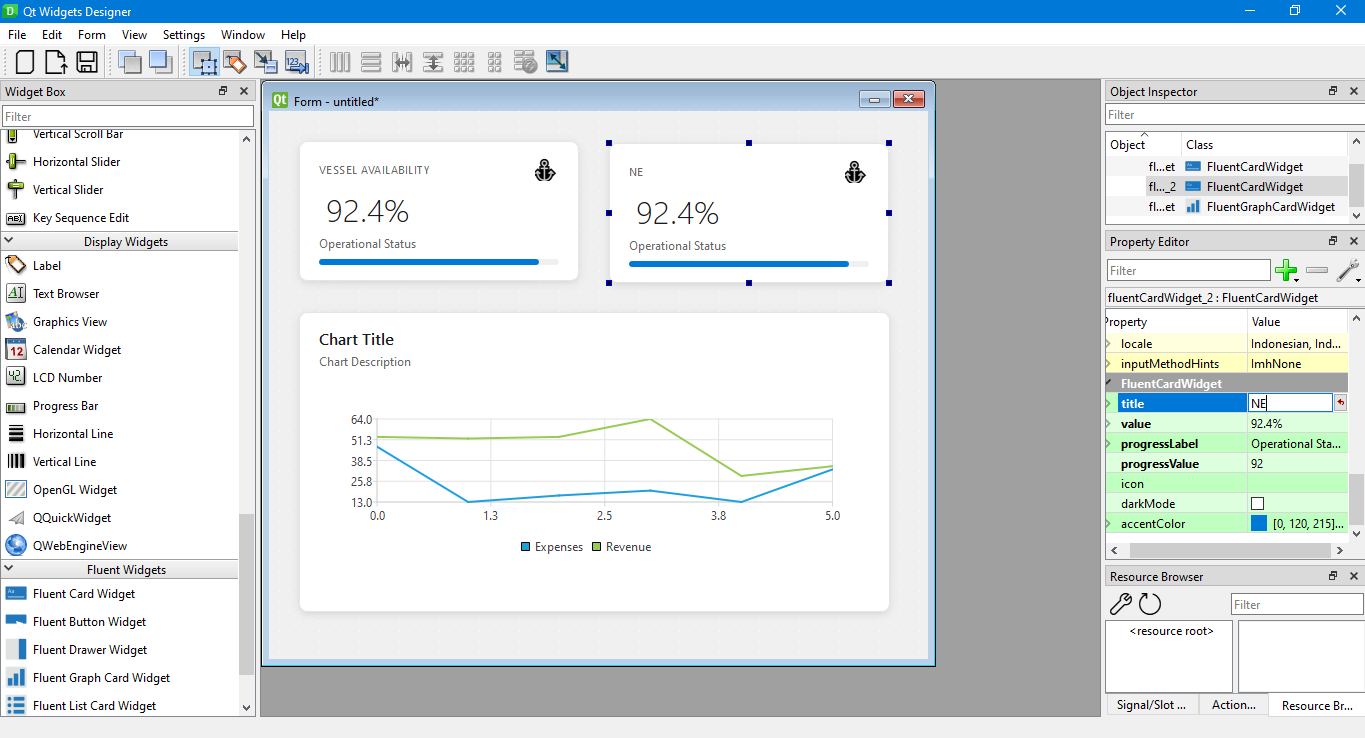 Qt Widgets Designer
File Edit Form View Settings Window Help
Widget Box
Filter
Vertical Scroll Bar
Horizontal Slider
Vertical Slider
Key Sequence Edit
Display Widgets
Label
Text Browser
Graphics View
Calendar Widget
LCD Number
Progress Bar
Horizontal Line
Vertical Line
OpenGL Widget
QQuickWidget
QWebEngineView
Fluent Widgets
Fluent Card Widget
Fluent Button Widget
Fluent Drawer Widget
Fluent Graph Card Widget
Fluent List Card Widget
Form - untitled*
VESSEL AVAILABILITY
92.4%
Operational Status
NE
92.4%
Operational Status
Chart Title
Chart Description
64.0
51.3
38.5
25.8
13.0
0.0 1.3 2.5 3.8 5.0
Expenses Revenue
Object Inspector
Filter
Object Class
fl...et FluentCardWidget
fl..._2 FluentCardWidget
fl...et FluentGraphCardWidget
Property Editor
Filter
fluentCardWidget_2 : FluentCardWidget
Property Value
locale Indonesian, Ind...
inputMethodHints ImhNone
FluentCardWidget
title NE
value 92.4%
progressLabel Operational Sta...
progressValue 92
icon
darkMode
accentColor [0, 120, 215]...
Resource Browser
Filter
<resource root>
Signal/Slot ... Action... Resource Br...